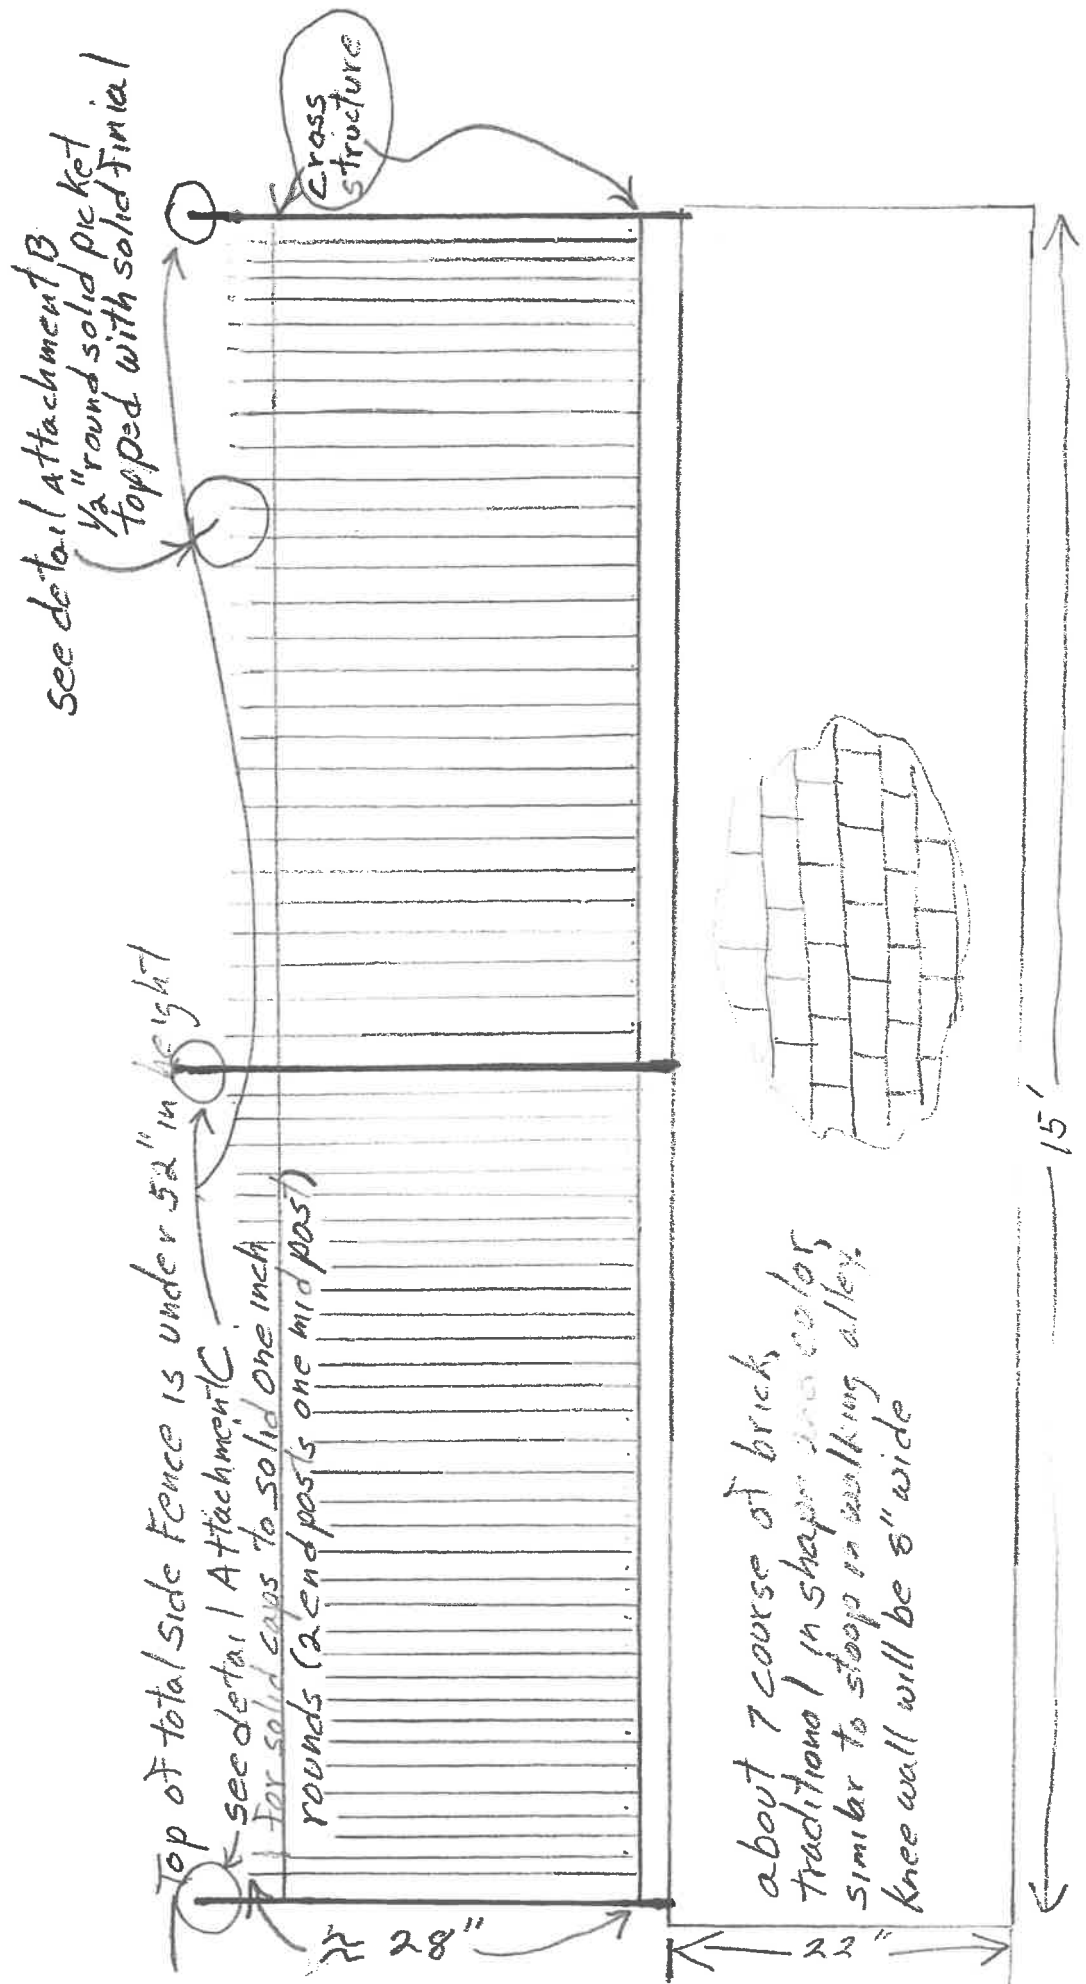 see detail Attachment B
1/2" round solid picket
topped with solid finial
cross
structure
Top of total side Fence is under 52" in height
see detail Attachment C
for solid caps to solid one inch
rounds (2 end posts one mid post)
≈ 28"
about 7 course of brick,
traditional in shape and color,
similar to stoop in walking alley.
knee wall will be 8" wide
22"
15'